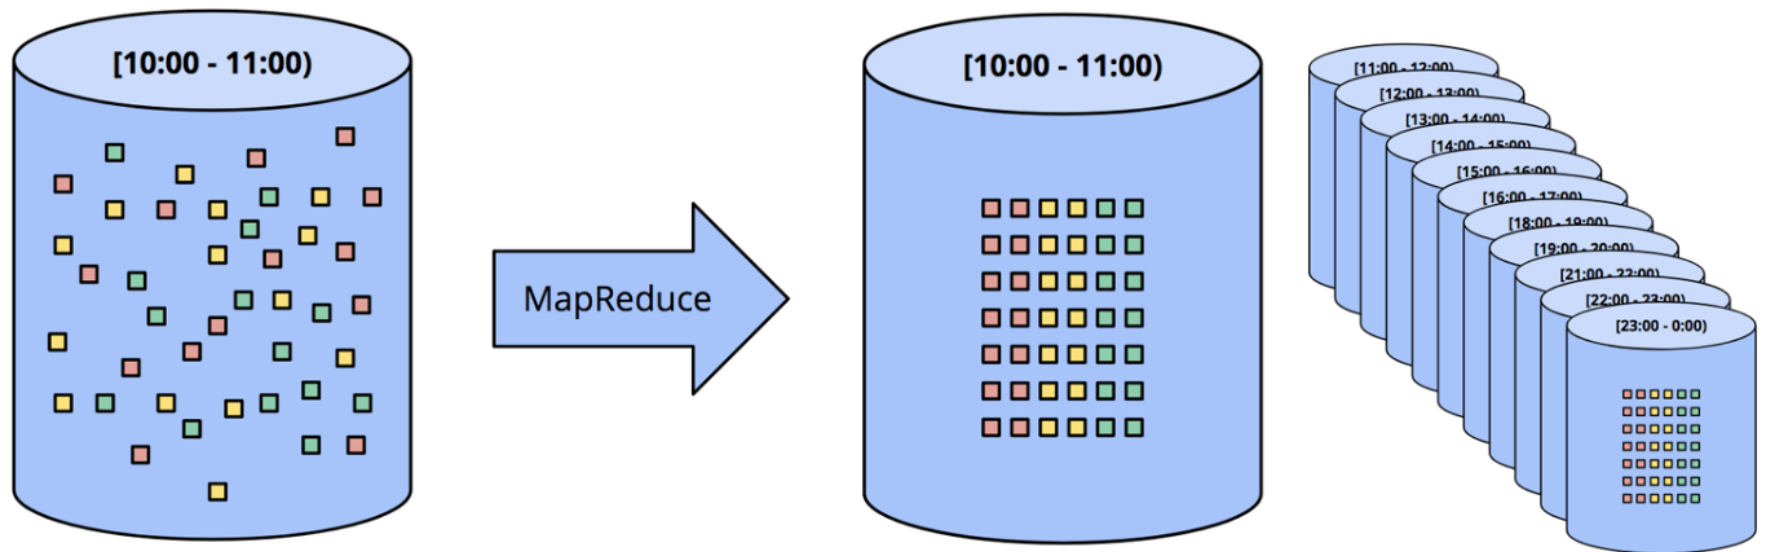 [10:00 - 11:00)
MapReduce
[10:00 - 11:00)
[11:00 - 12:00)
[12:00 - 13:00)
[13:00 - 14:00)
[14:00 - 15:00)
[15:00 - 16:00)
[16:00 - 17:00)
[18:00 - 19:00)
[19:00 - 20:00)
[21:00 - 22:00)
[22:00 - 23:00)
[23:00 - 0:00)